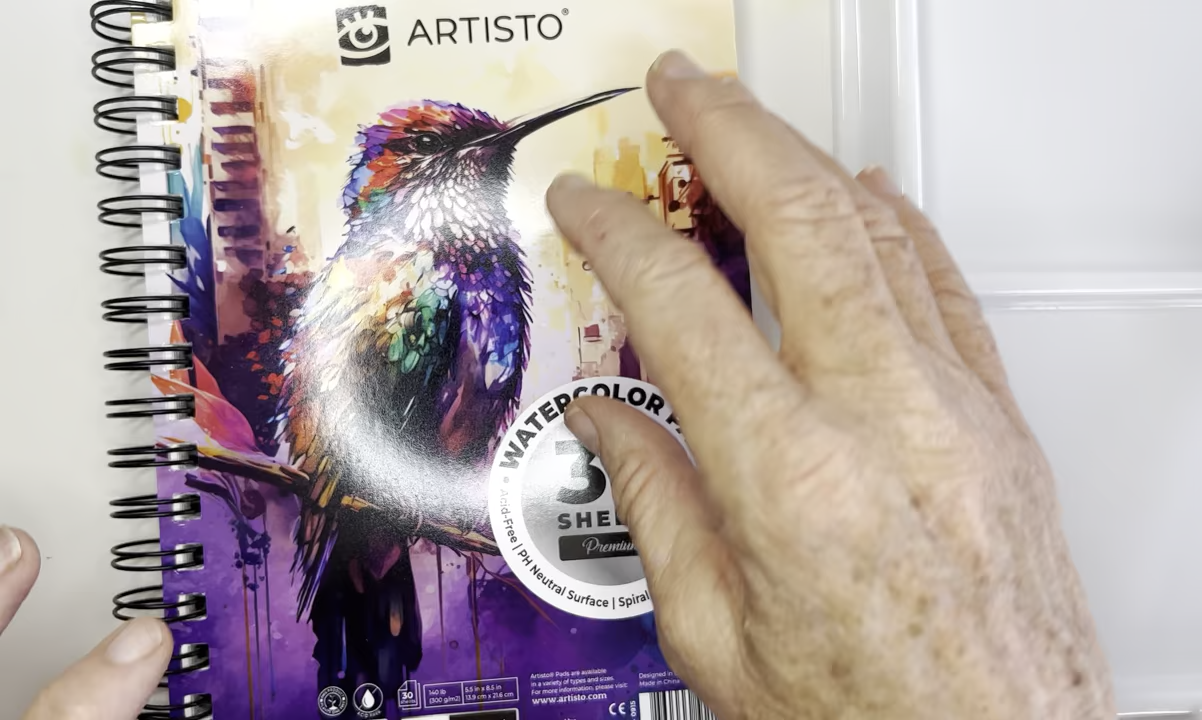 ARTISTO®
WATERCOLOR
3
Premium
Acid-Free | PH Neutral Surface | Spiral
30
140 lb
(300 g/m2)
5.5 in x 8.5 in
13.9 cm x 21.6 cm
Artisto® Pads are available
in a variety of types and sizes.
For more information, please visit:
www.artisto.com
CE
Designed in
Made in China